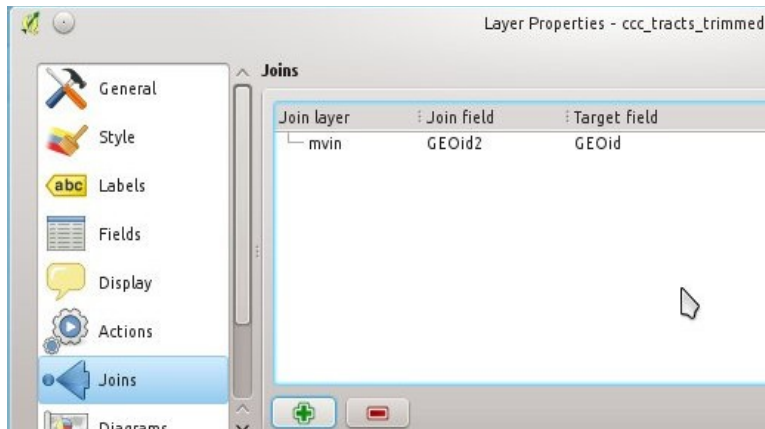 Layer Properties - ccc_tracts_trimmed
General
Style
abc Labels
Fields
Display
Actions
Joins
Diagrams
Joins
Join layer Join field Target field
mvin GEOid2 GEOid